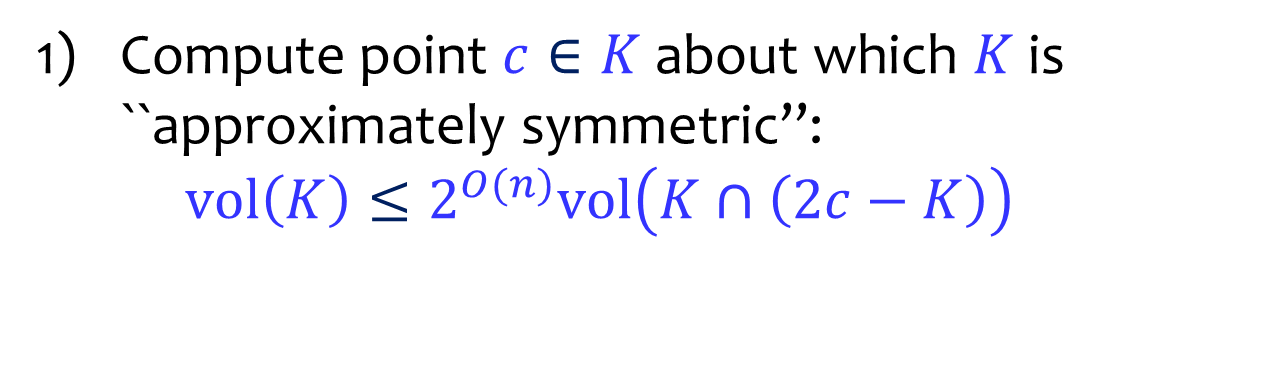 1) Compute point c ∈ K about which K is
``approximately symmetric”:
vol(K) ≤ 2^{O(n)}vol(K ∩ (2c − K))